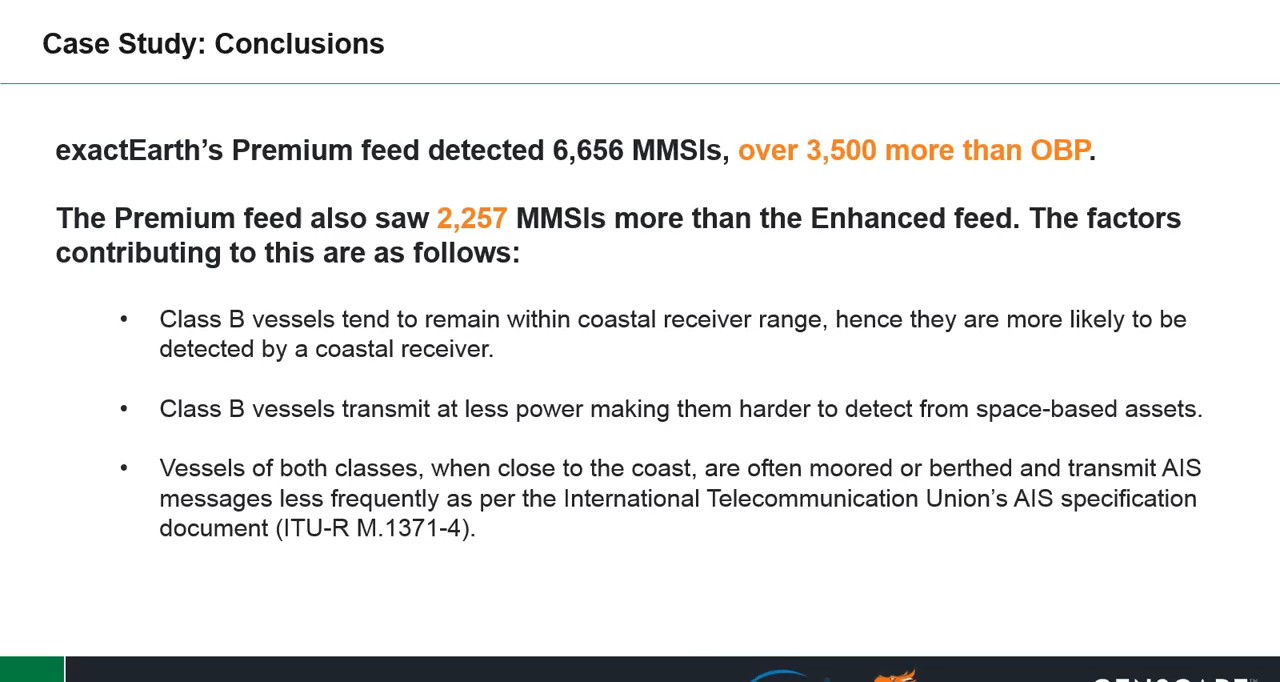 Case Study: Conclusions
exactEarth’s Premium feed detected 6,656 MMSIs, over 3,500 more than OBP.
The Premium feed also saw 2,257 MMSIs more than the Enhanced feed. The factors
contributing to this are as follows:
• Class B vessels tend to remain within coastal receiver range, hence they are more likely to be
detected by a coastal receiver.
• Class B vessels transmit at less power making them harder to detect from space-based assets.
• Vessels of both classes, when close to the coast, are often moored or berthed and transmit AIS
messages less frequently as per the International Telecommunication Union’s AIS specification
document (ITU-R M.1371-4).